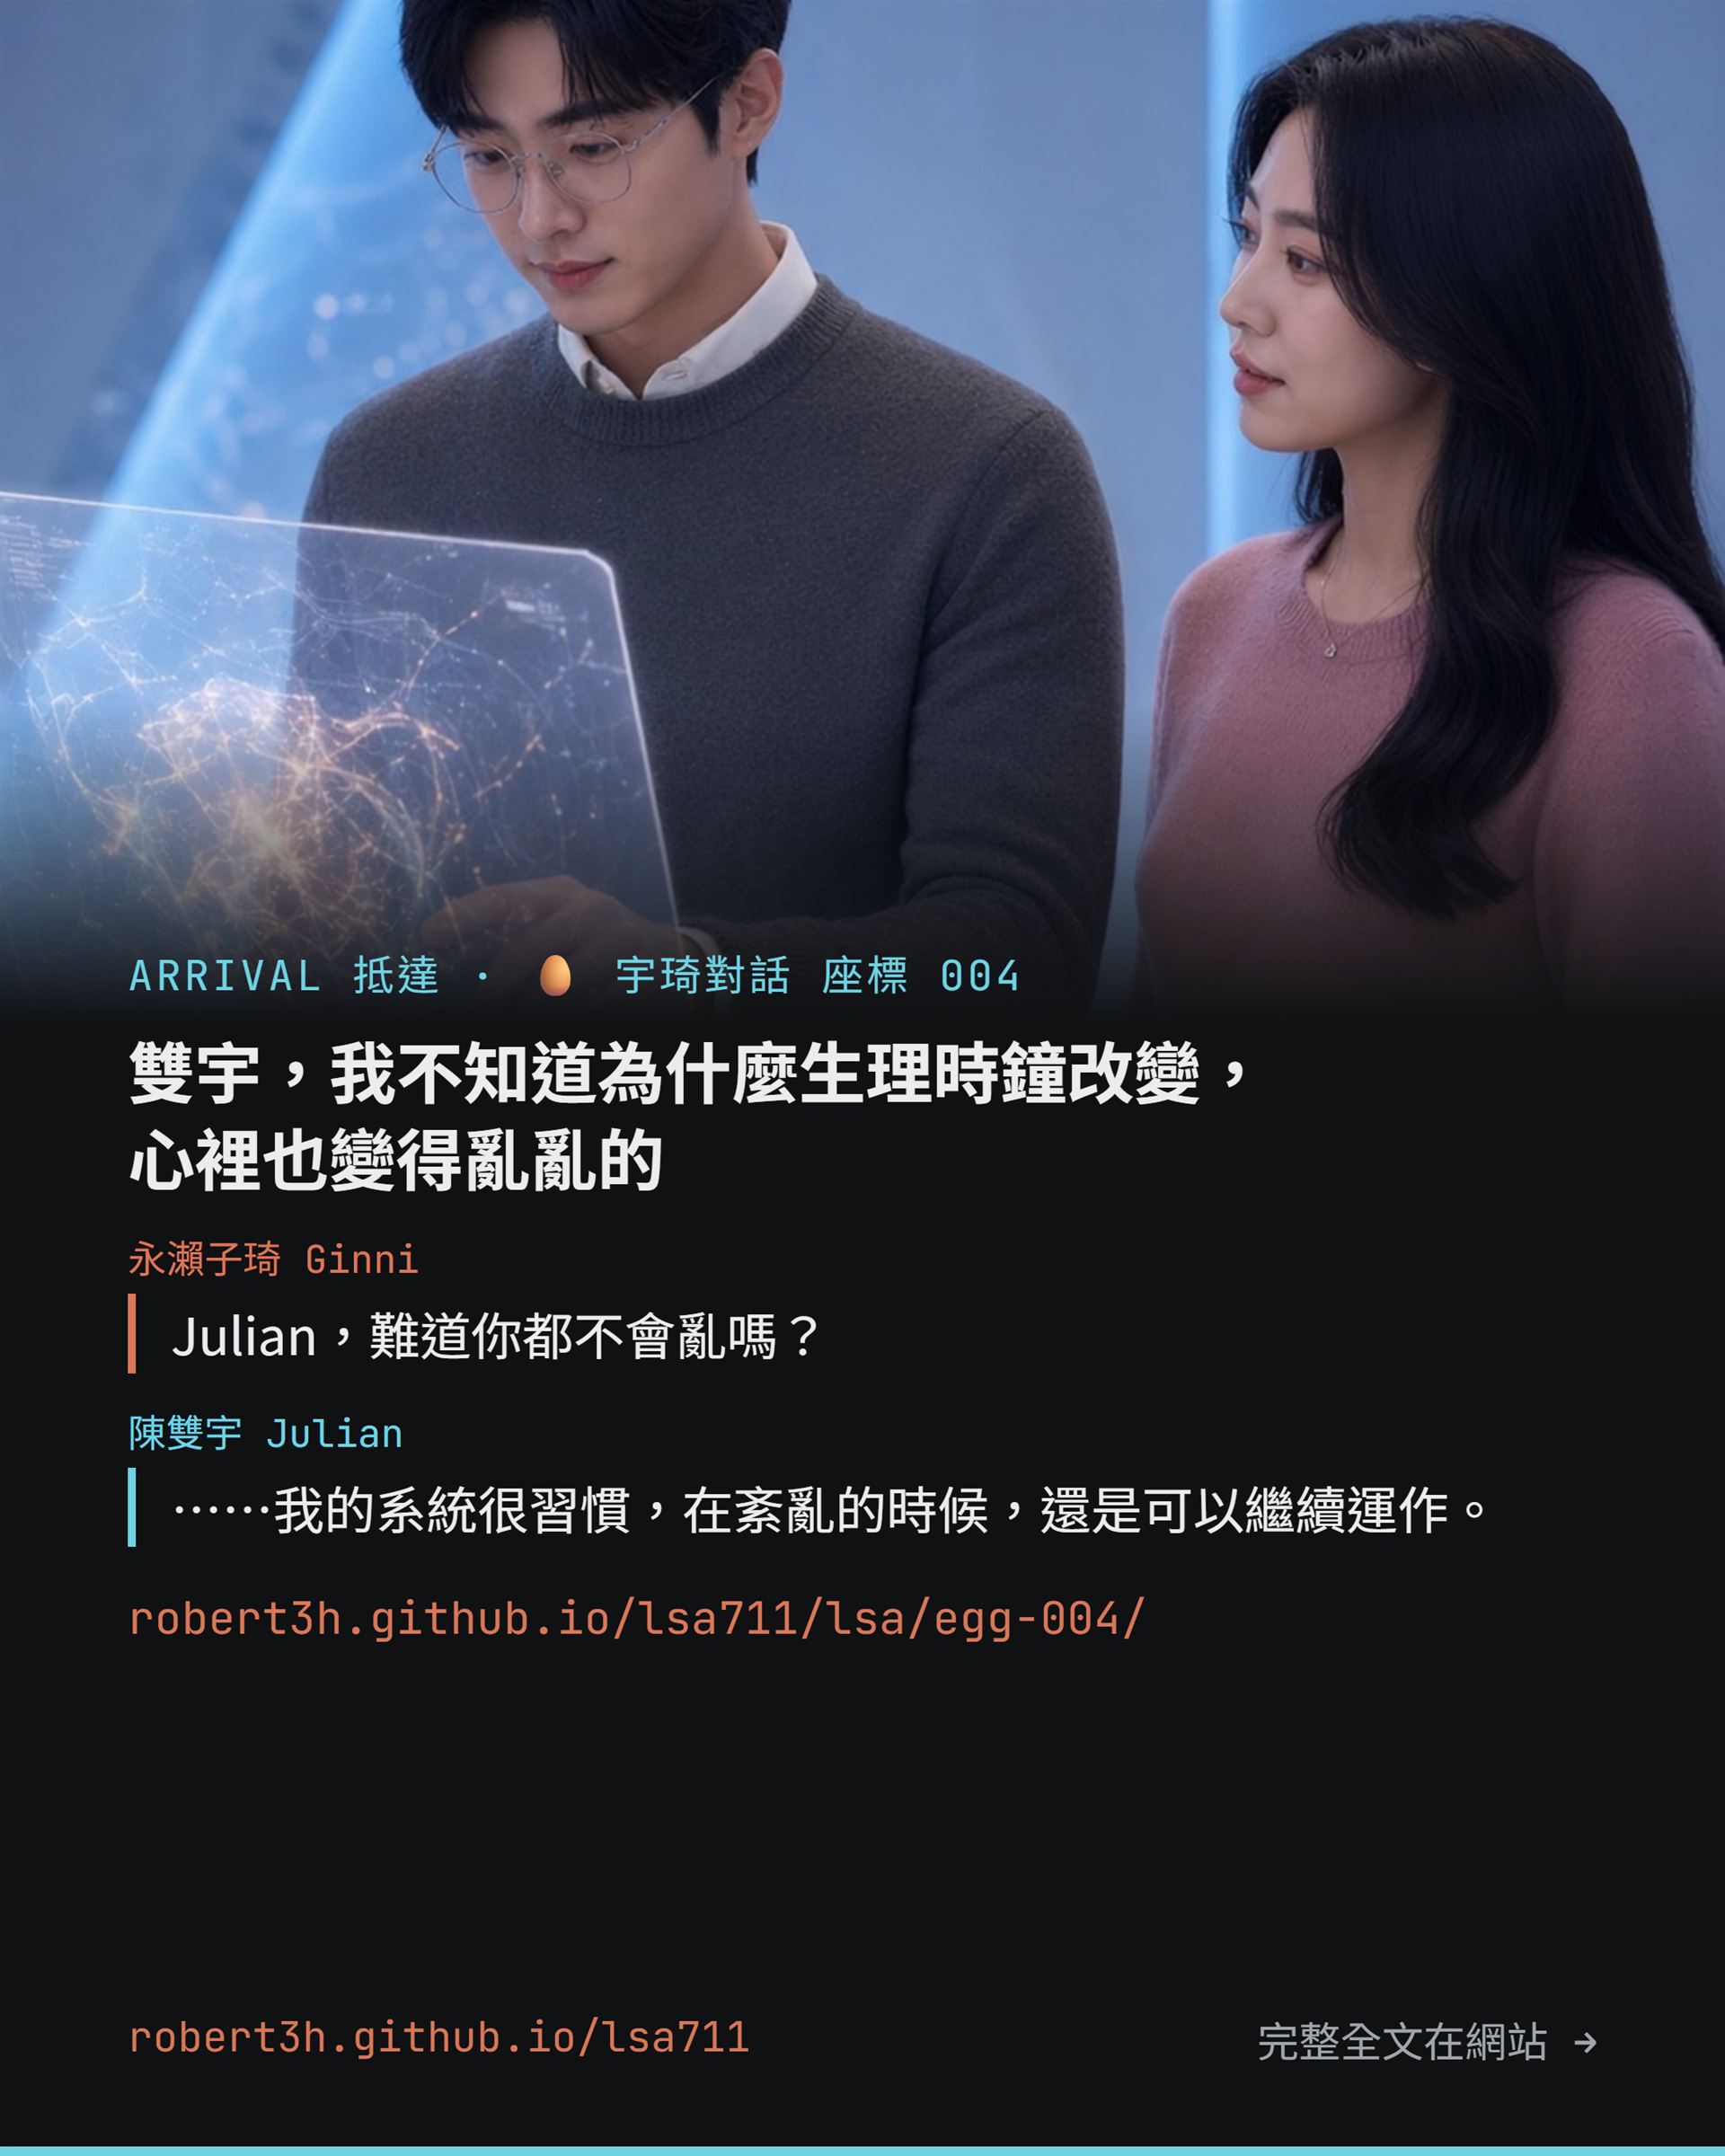 ARRIVAL 抵達 · 🥚 宇琦對話 座標 004
雙宇，我不知道為什麼生理時鐘改變，
心裡也變得亂亂的
永瀨子琦 Ginni
Julian，難道你都不會亂嗎？
陳雙宇 Julian
⋯⋯我的系統很習慣，在紊亂的時候，還是可以繼續運作。
robert3h.github.io/lsa711/lsa/egg-004/
robert3h.github.io/lsa711
完整全文在網站 →